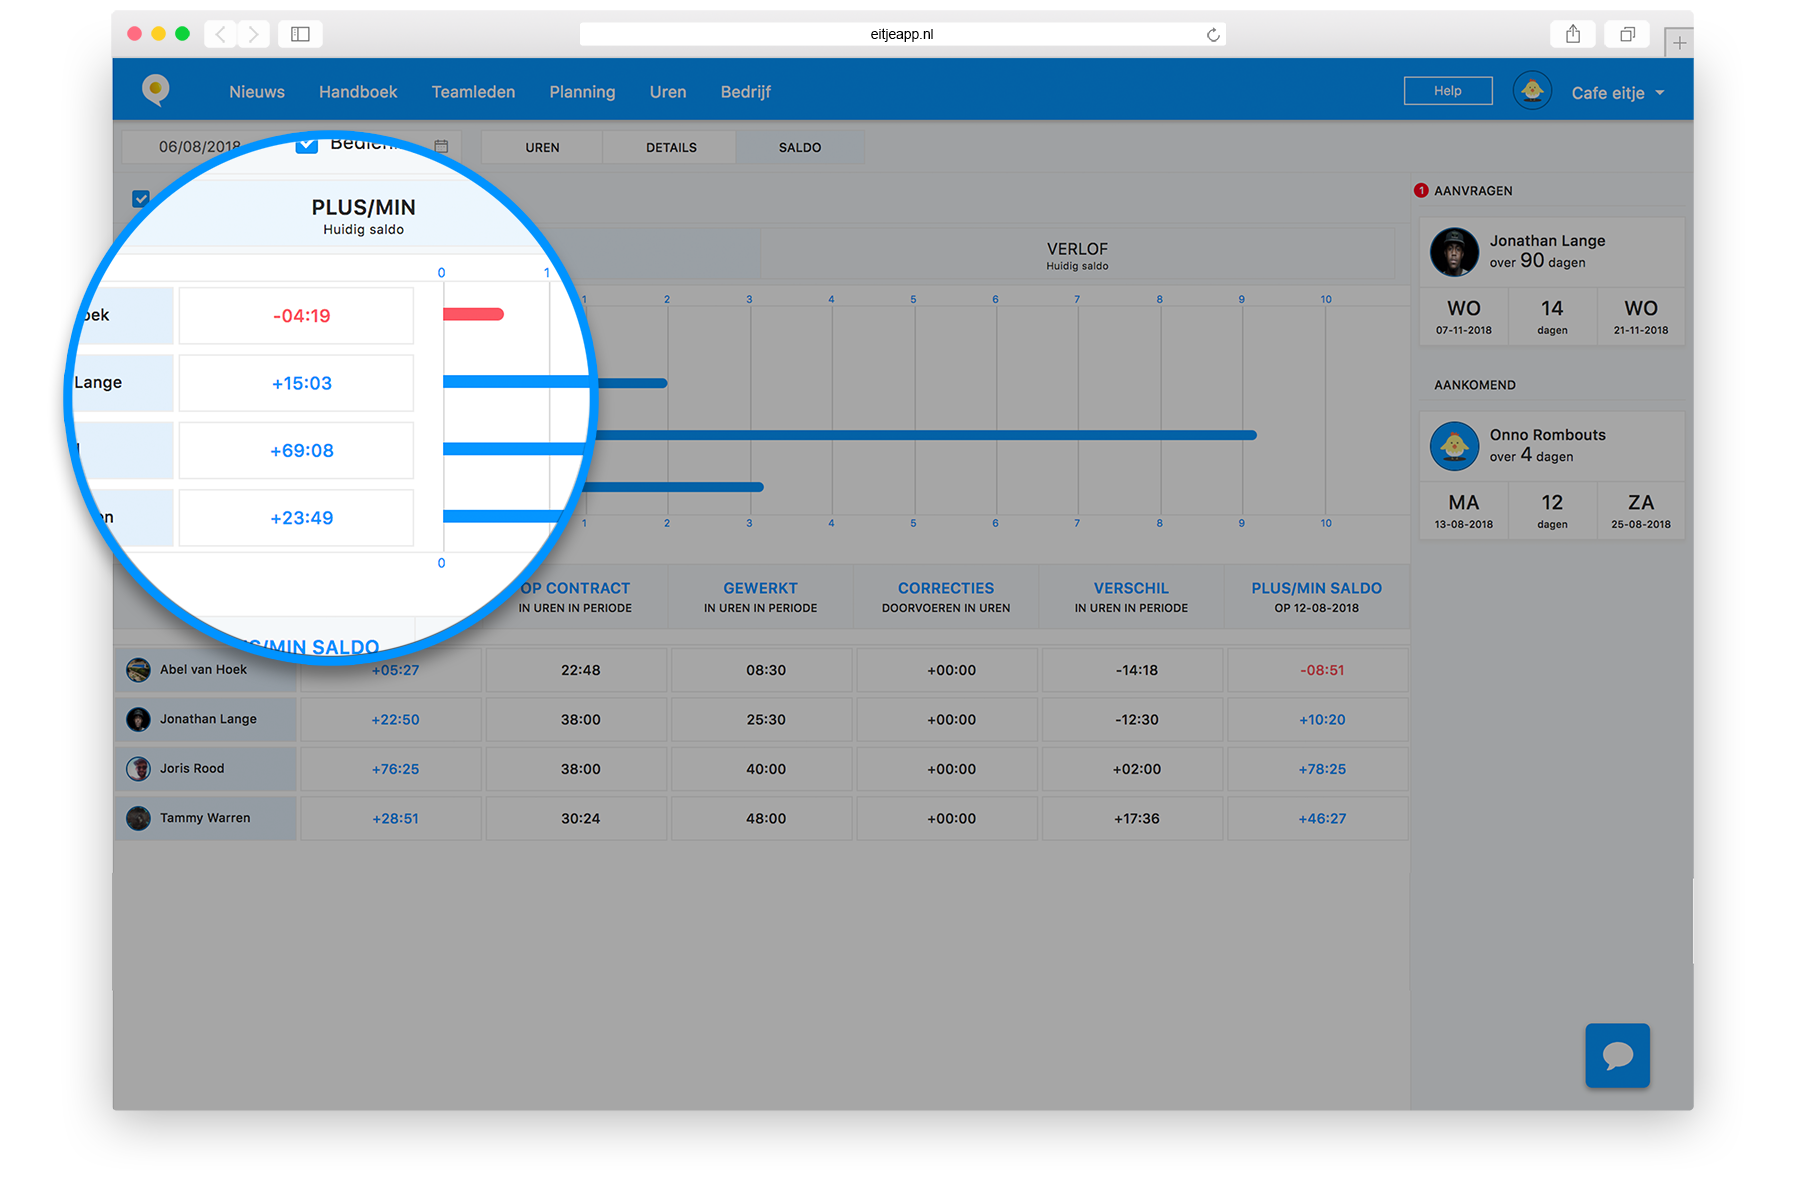 eitjeapp.nl
Nieuws Handboek Teamleden Planning Uren Bedrijf Help Cafe eitje
06/08/2018 UREN DETAILS SALDO
PLUS/MIN
Huidig saldo
VERLOF
Huidig saldo
0 1
1 2 3 4 5 6 7 8 9 10
-04:19
Lange +15:03
+69:08
+23:49
0
1 2 3 4 5 6 7 8 9 10
/MIN SALDO
OP CONTRACT GEWERKT CORRECTIES VERSCHIL PLUS/MIN SALDO
IN UREN IN PERIODE IN UREN IN PERIODE DOORVOEREN IN UREN IN UREN IN PERIODE OP 12-08-2018
Abel van Hoek +05:27 22:48 08:30 +00:00 -14:18 -08:51
Jonathan Lange +22:50 38:00 25:30 +00:00 -12:30 +10:20
Joris Rood +76:25 38:00 40:00 +00:00 +02:00 +78:25
Tammy Warren +28:51 30:24 48:00 +00:00 +17:36 +46:27
1 AANVRAGEN
Jonathan Lange
over 90 dagen
WO 14 WO
07-11-2018 dagen 21-11-2018
AANKOMEND
Onno Rombouts
over 4 dagen
MA 12 ZA
13-08-2018 dagen 25-08-2018